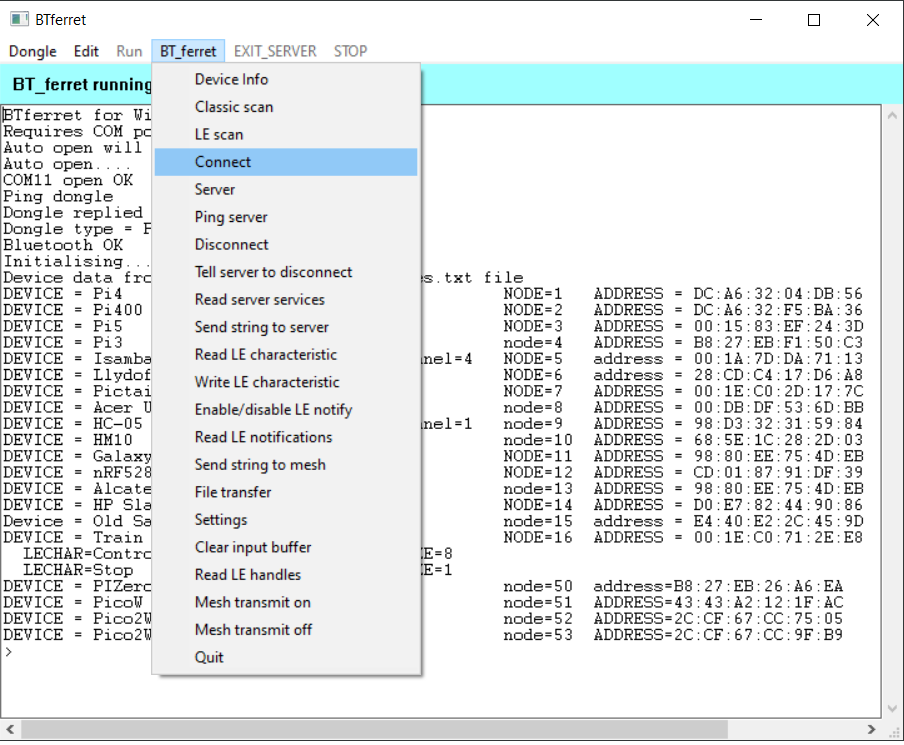 BTferret
Dongle Edit Run BT_ferret EXIT_SERVER STOP
BT_ferret running
Device Info
Classic scan
LE scan
Connect
Server
Ping server
Disconnect
Tell server to disconnect
Read server services
Send string to server
Read LE characteristic
Write LE characteristic
Enable/disable LE notify
Read LE notifications
Send string to mesh
File transfer
Settings
Clear input buffer
Read LE handles
Mesh transmit on
Mesh transmit off
Quit
BTferret for Wi
Requires COM po
Auto open will
Auto open....
COM11 open OK
Ping dongle
Dongle replied
Dongle type = F
Bluetooth OK
Initialising...
Device data fro es.txt file
DEVICE = Pi4 NODE=1 ADDRESS = DC:A6:32:04:DB:56
DEVICE = Pi400 NODE=2 ADDRESS = DC:A6:32:F5:BA:36
DEVICE = Pi5 NODE=3 ADDRESS = 00:15:83:EF:24:3D
DEVICE = Pi3 node=4 ADDRESS = B8:27:EB:F1:50:C3
DEVICE = Isamba nel=4 NODE=5 address = 00:1A:7D:DA:71:13
DEVICE = Llydof NODE=6 address = 28:CD:C4:17:D6:A8
DEVICE = Pictai NODE=7 ADDRESS = 00:1E:C0:2D:17:7C
DEVICE = Acer U node=8 ADDRESS = 00:DB:DF:53:6D:BB
DEVICE = HC-05 nel=1 node=9 ADDRESS = 98:D3:32:31:59:84
DEVICE = HM10 node=10 ADDRESS = 68:5E:1C:28:2D:03
DEVICE = Galaxy NODE=11 ADDRESS = 98:80:EE:75:4D:EB
DEVICE = nRF528 NODE=12 ADDRESS = CD:01:87:91:DF:39
DEVICE = Alcate node=13 ADDRESS = 98:80:EE:75:4D:EB
DEVICE = HP Sla NODE=14 ADDRESS = D0:E7:82:44:90:86
Device = Old Sa node=15 address = E4:40:E2:2C:45:9D
DEVICE = Train NODE=16 ADDRESS = 00:1E:C0:71:2E:E8
LECHAR=Contro E=8
LECHAR=Stop E=1
DEVICE = PIZero node=50 address=B8:27:EB:26:A6:EA
DEVICE = PicoW node=51 ADDRESS=43:43:A2:12:1F:AC
DEVICE = Pico2W node=52 ADDRESS=2C:CF:67:CC:75:05
DEVICE = Pico2W node=53 ADDRESS=2C:CF:67:CC:9F:B9
>